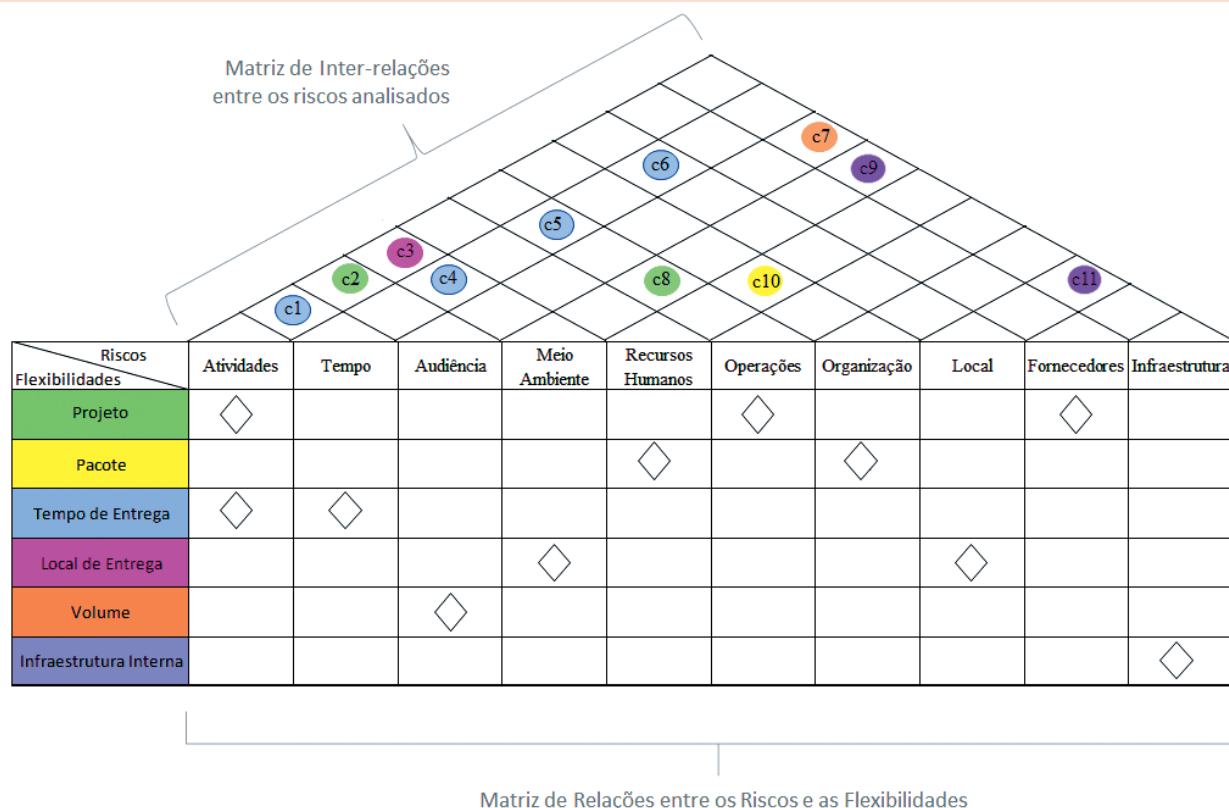 Matriz de Inter-relações
entre os riscos analisados
c7
c6
c9
c5
c3
c2
c4
c8
c10
c11
c1
Riscos
Flexibilidades
Atividades
Tempo
Audiência
Meio
Ambiente
Recursos
Humanos
Operações
Organização
Local
Fornecedores
Infraestrutura
Projeto
Pacote
Tempo de Entrega
Local de Entrega
Volume
Infraestrutura Interna
Matriz de Relações entre os Riscos e as Flexibilidades